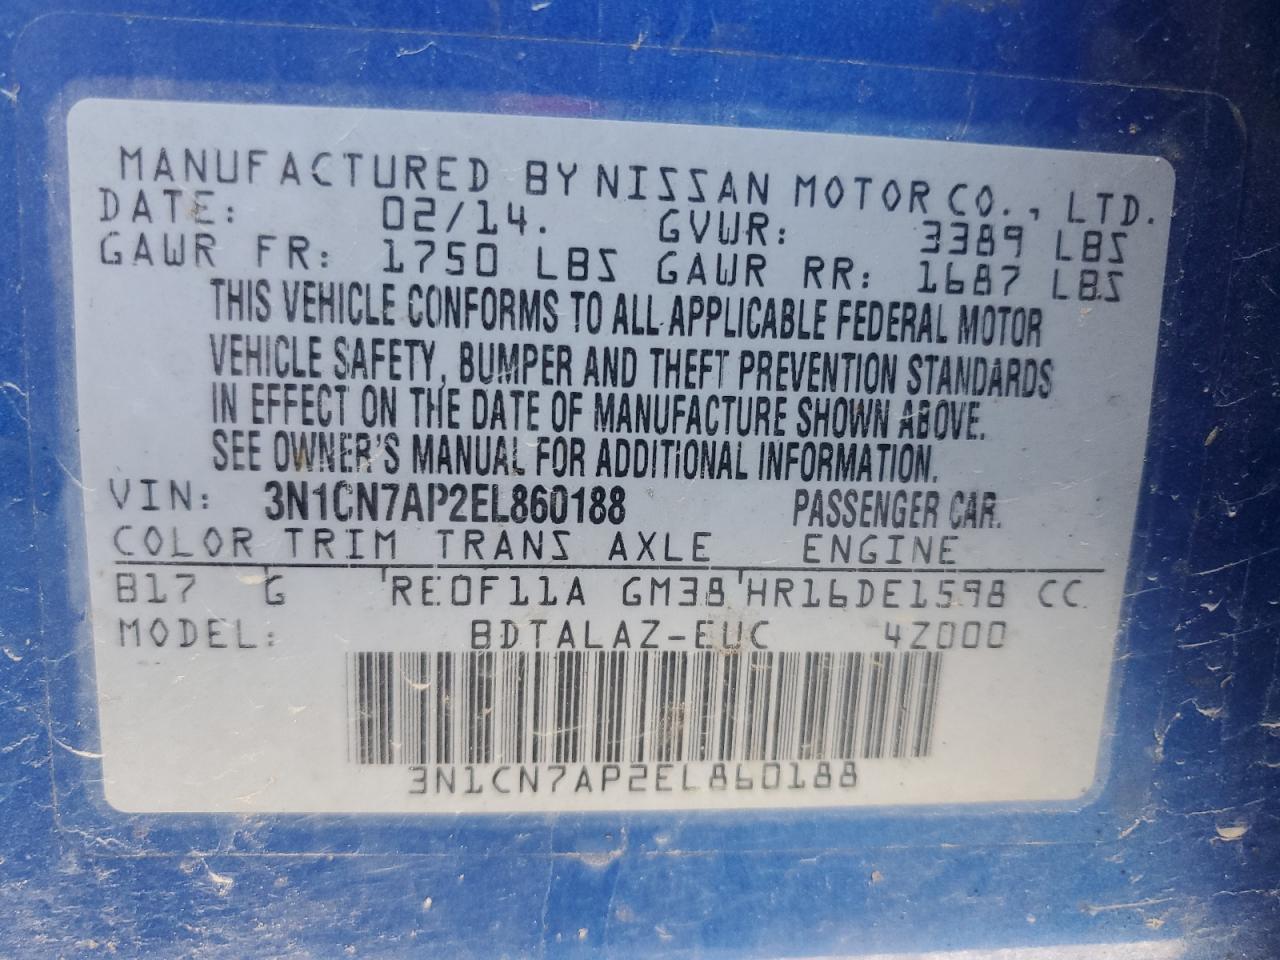 MANUFACTURED BY NISSAN MOTOR CO., LTD.
DATE: 02/14. GVWR: 3389 LBS
GAWR FR: 1750 LBS GAWR RR: 1687 LBS
THIS VEHICLE CONFORMS TO ALL APPLICABLE FEDERAL MOTOR
VEHICLE SAFETY, BUMPER AND THEFT PREVENTION STANDARDS
IN EFFECT ON THE DATE OF MANUFACTURE SHOWN ABOVE.
SEE OWNER'S MANUAL FOR ADDITIONAL INFORMATION.
VIN: 3N1CN7AP2EL860188 PASSENGER CAR.
COLOR TRIM TRANS AXLE ENGINE
B17 G RE0F11A GM38 HR16DE1598 CC
MODEL: BDTALAZ-EUC 4Z000
3N1CN7AP2EL860188